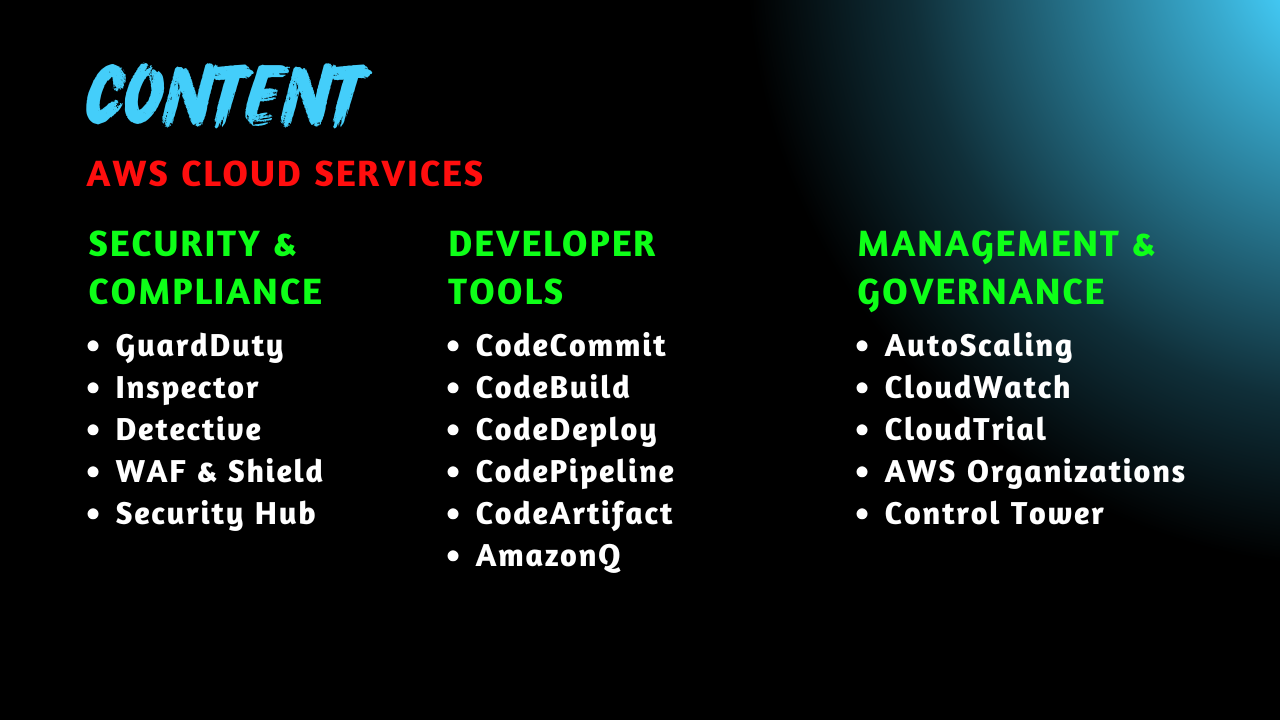 CONTENT
AWS CLOUD SERVICES
SECURITY &
COMPLIANCE
• GuardDuty
• Inspector
• Detective
• WAF & Shield
• Security Hub
DEVELOPER
TOOLS
• CodeCommit
• CodeBuild
• CodeDeploy
• CodePipeline
• CodeArtifact
• AmazonQ
MANAGEMENT &
GOVERNANCE
• AutoScaling
• CloudWatch
• CloudTrial
• AWS Organizations
• Control Tower